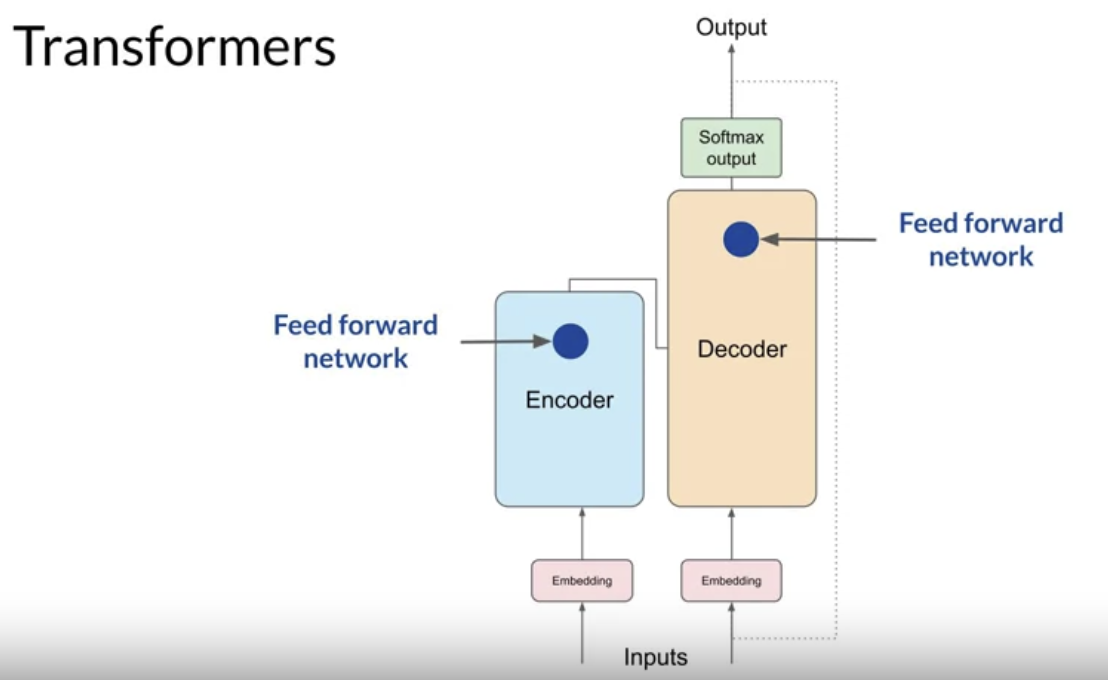 Transformers
Output
Softmax
output
Feed forward
network
Feed forward
network
Decoder
Encoder
Embedding
Embedding
Inputs